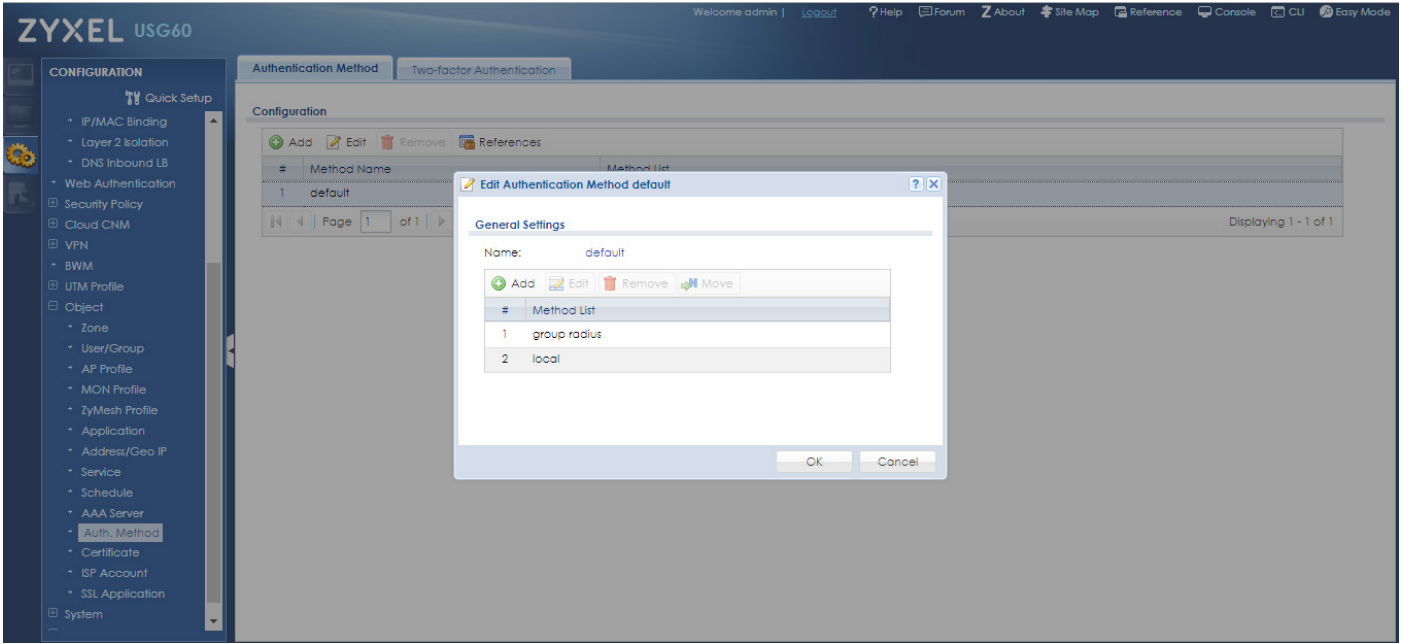 Welcome admin | Logout ? Help Forum Z About Site Map Reference Console CLI Easy Mode
ZYXEL USG60
CONFIGURATION
Quick Setup
IP/MAC Binding
Layer 2 Isolation
DNS Inbound LB
Web Authentication
Security Policy
Cloud CNM
VPN
BWM
UTM Profile
Object
Zone
User/Group
AP Profile
MON Profile
ZyMesh Profile
Application
Address/Geo IP
Service
Schedule
AAA Server
Auth. Method
Certificate
ISP Account
SSL Application
System
Authentication Method Two-factor Authentication
Configuration
Add Edit Remove References
# Method Name Method List
1 default
Page 1 of 1 Displaying 1 - 1 of 1
Edit Authentication Method default
General Settings
Name: default
Add Edit Remove Move
# Method List
1 group radius
2 local
OK Cancel